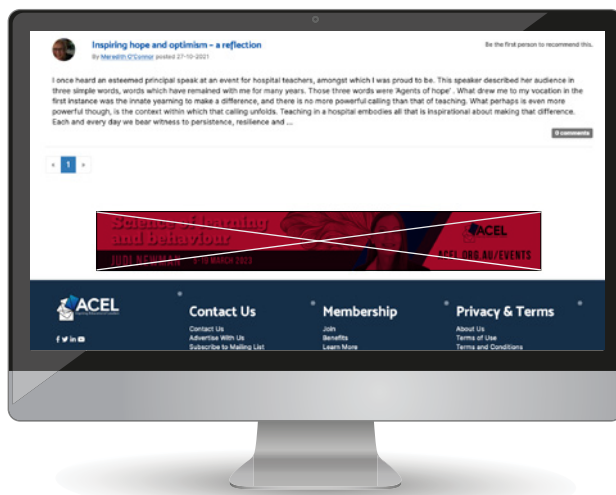 Inspiring hope and optimism – a reflection
Be the first person to recommend this.
By Meredith O'Connor posted 27-10-2021
I once heard an esteemed principal speak at an event for hospital teachers, amongst which I was proud to be. This speaker described her audience in
three simple words, words which have remained with me for many years. Those three words were 'Agents of hope' . What drew me to my vocation in the
first instance was the innate yearning to make a difference, and there is no more powerful calling than that of teaching. What perhaps is even more
powerful though, is the context within which that calling unfolds. Teaching in a hospital embodies all that is inspirational about making that difference.
Each and every day we bear witness to persistence, resilience and ...
0 comments
« 1 »
Science of learning
and behaviour
ACEL
JUDI NEWMAN
MARCH 2023
ACEL.ORG.AU/EVENTS
ACEL
Contact Us
Membership
Privacy & Terms
Contact Us
Join
About Us
Advertise With Us
Benefits
Terms of Use
Subscribe to Mailing List
Learn More
Terms and Conditions